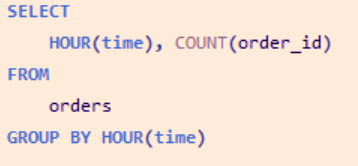 SELECT
HOUR(time), COUNT(order_id)
FROM
orders
GROUP BY HOUR(time)